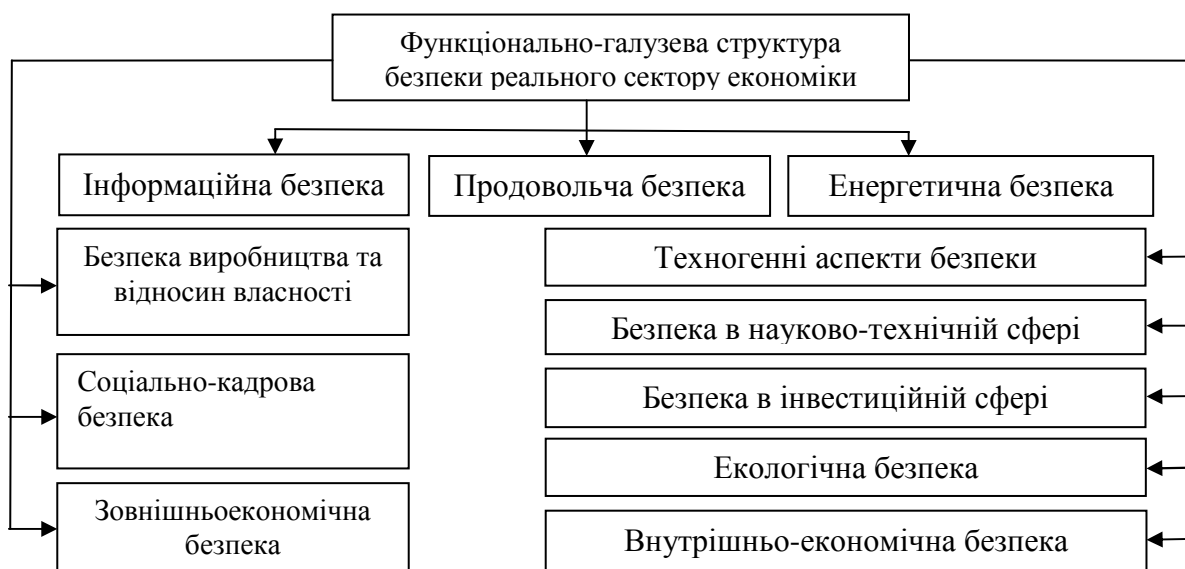 Функціонально-галузева структура
безпеки реального сектору економіки
Інформаційна безпека
Продовольча безпека
Енергетична безпека
Безпека виробництва та
відносин власності
Соціально-кадрова
безпека
Зовнішньоекономічна
безпека
Техногенні аспекти безпеки
Безпека в науково-технічній сфері
Безпека в інвестиційній сфері
Екологічна безпека
Внутрішньо-економічна безпека